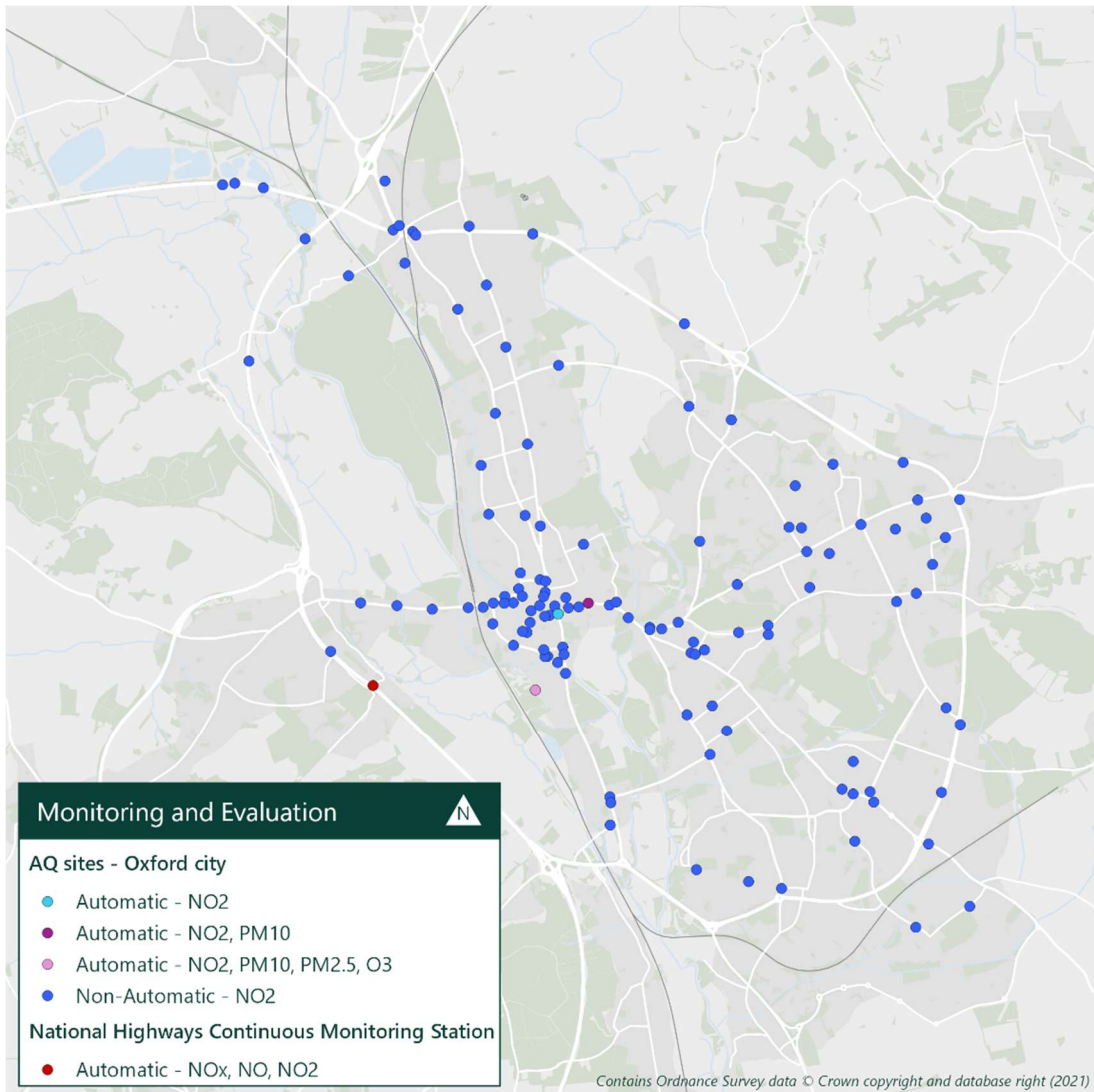 Monitoring and Evaluation
N
AQ sites - Oxford city
Automatic - NO2
Automatic - NO2, PM10
Automatic - NO2, PM10, PM2.5, O3
Non-Automatic - NO2
National Highways Continuous Monitoring Station
Automatic - NOx, NO, NO2
Contains Ordnance Survey data © Crown copyright and database right (2021)